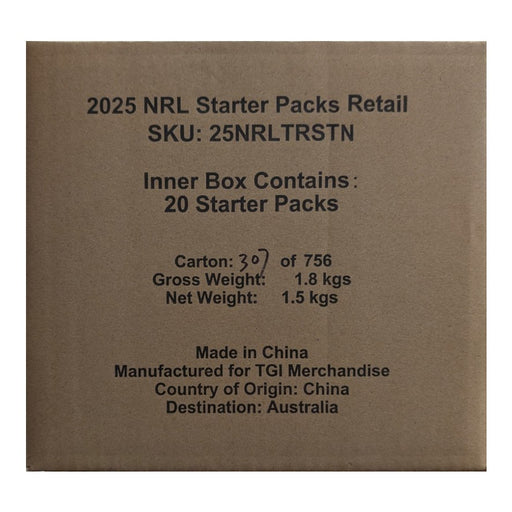 2025 NRL Starter Packs Retail
SKU: 25NRLTRSTN
Inner Box Contains:
20 Starter Packs
Carton: 307 of 756
Gross Weight: 1.8 kgs
Net Weight: 1.5 kgs
Made in China
Manufactured for TGI Merchandise
Country of Origin: China
Destination: Australia